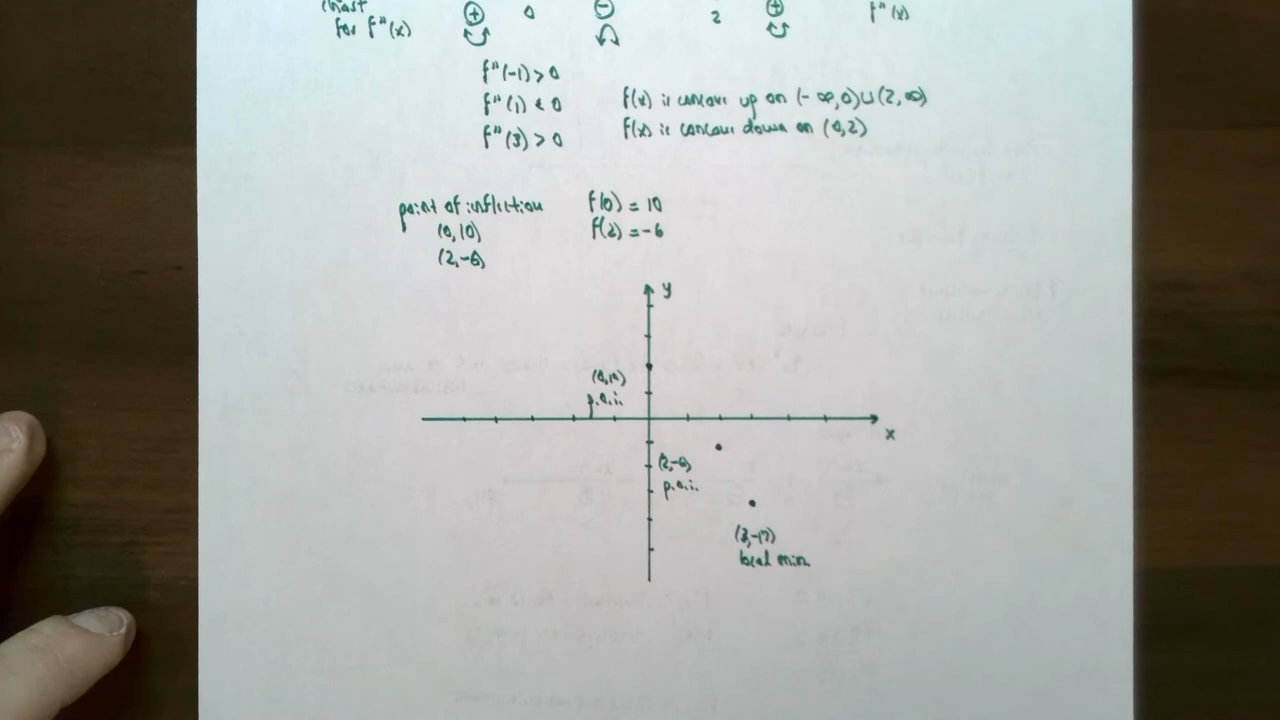 chart ⊕ 0 ⊖ 2 ⊕ f"(x)
for f"(x)
f"(-1) > 0
f"(1) < 0 f(x) is concave up on (-∞,0)∪(2,∞)
f"(3) > 0 f(x) is concave down on (0,2)
point of inflection f(0) = 10
(0,10) f(2) = -6
(2,-6)
y
(0,10)
p.o.i.
x
(2,-6)
p.o.i.
(3,-17)
local min